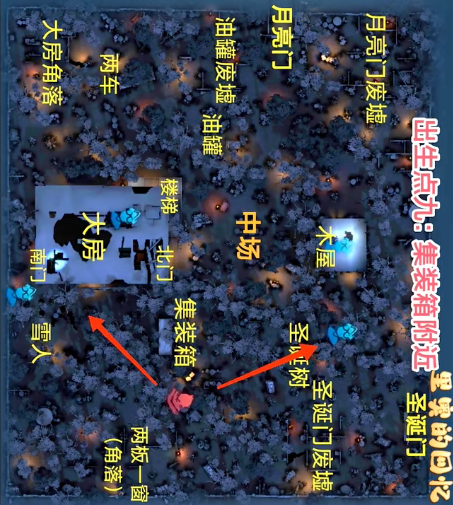 出生点九：集装箱附近
里奥的回忆
圣诞门
月亮门废墟
木屋
圣诞门废墟
月亮门
圣诞树
油罐废墟
油罐
中场
楼梯
北门
集装箱
两车
大房
两板一窗
（角落）
大房角落
南门
雪人